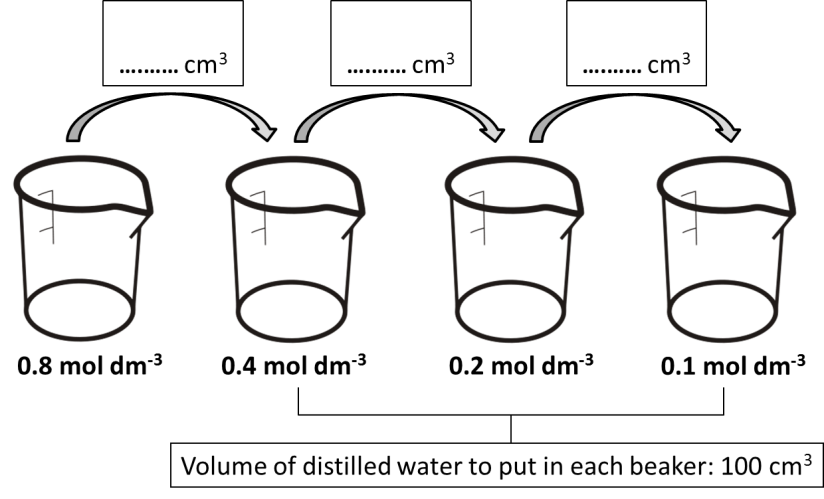 .......... cm³
.......... cm³
.......... cm³
0.8 mol dm⁻³
0.4 mol dm⁻³
0.2 mol dm⁻³
0.1 mol dm⁻³
Volume of distilled water to put in each beaker: 100 cm³